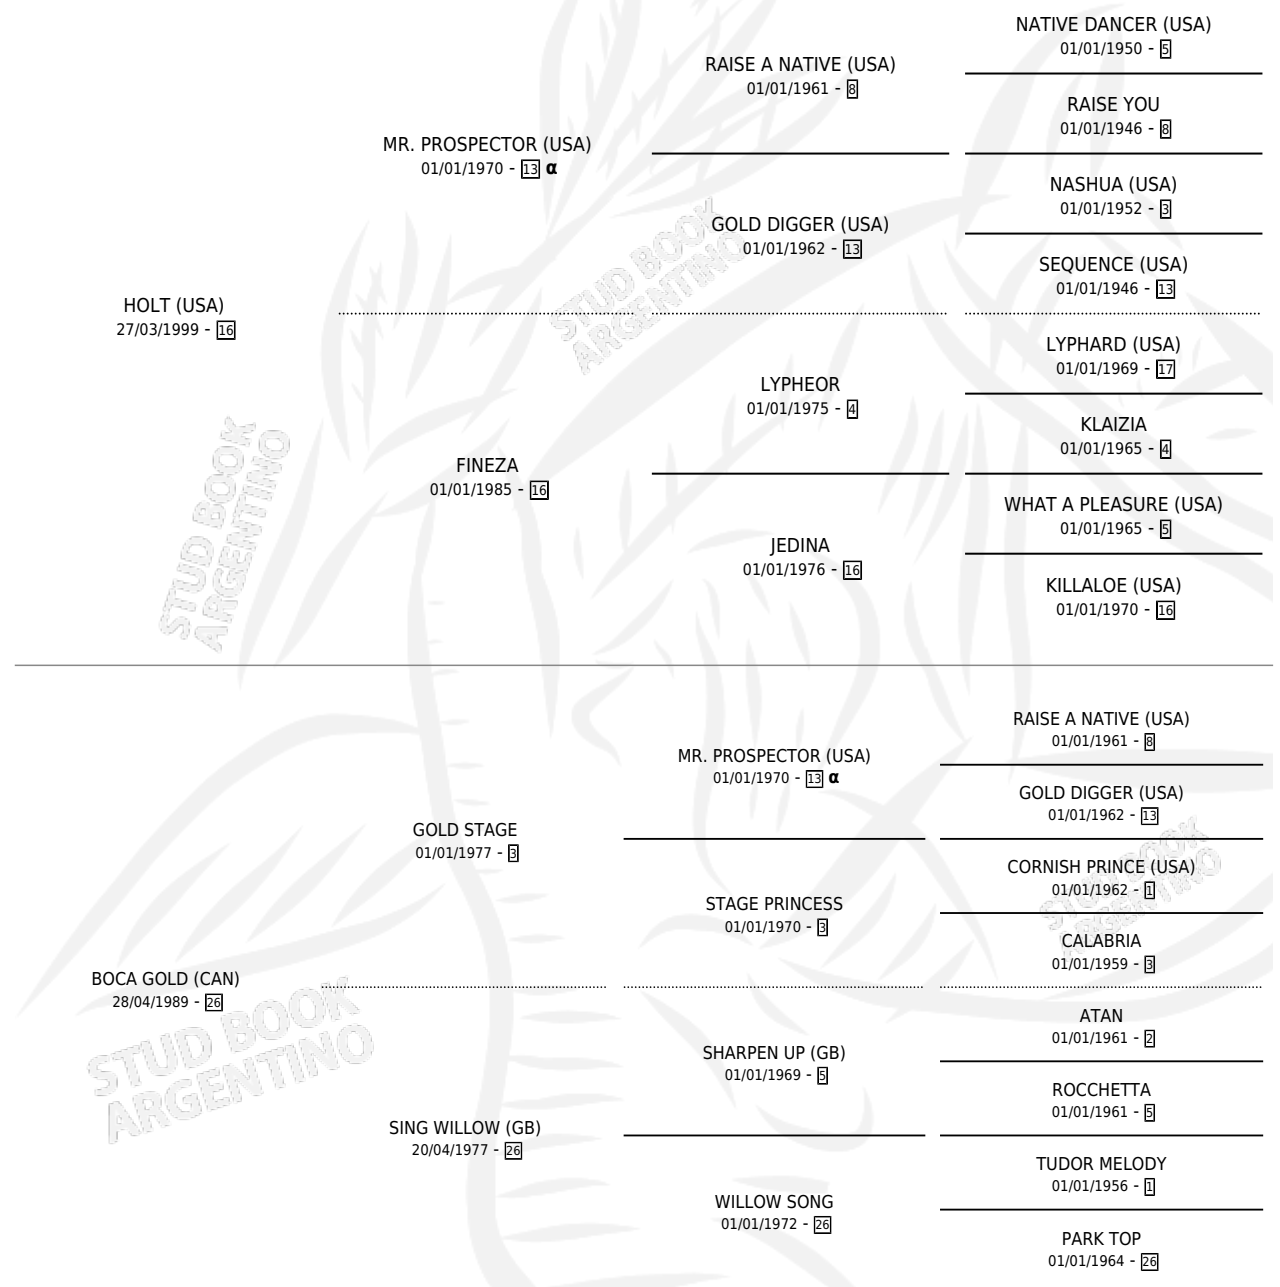 NATIVE DANCER (USA)
01/01/1950 - 5
RAISE A NATIVE (USA)
01/01/1961 - 8
RAISE YOU
01/01/1946 - 8
MR. PROSPECTOR (USA)
01/01/1970 - 13 α
NASHUA (USA)
01/01/1952 - 3
GOLD DIGGER (USA)
01/01/1962 - 13
SEQUENCE (USA)
01/01/1946 - 13
HOLT (USA)
27/03/1999 - 16
LYPHARD (USA)
01/01/1969 - 17
LYPHEOR
01/01/1975 - 4
KLAIZIA
01/01/1965 - 4
FINEZA
01/01/1985 - 16
WHAT A PLEASURE (USA)
01/01/1965 - 5
JEDINA
01/01/1976 - 16
KILLALOE (USA)
01/01/1970 - 16
RAISE A NATIVE (USA)
01/01/1961 - 8
MR. PROSPECTOR (USA)
01/01/1970 - 13 α
GOLD DIGGER (USA)
01/01/1962 - 13
GOLD STAGE
01/01/1977 - 3
CORNISH PRINCE (USA)
01/01/1962 - 1
STAGE PRINCESS
01/01/1970 - 3
CALABRIA
01/01/1959 - 3
BOCA GOLD (CAN)
28/04/1989 - 26
ATAN
01/01/1961 - 2
SHARPEN UP (GB)
01/01/1969 - 5
ROCCHETTA
01/01/1961 - 5
SING WILLOW (GB)
20/04/1977 - 26
TUDOR MELODY
01/01/1956 - 1
WILLOW SONG
01/01/1972 - 26
PARK TOP
01/01/1964 - 26
STUD BOOK
ARGENTINO
STUD BOOK
ARGENTINO
STUD BOOK
ARGENTINO
STUD BOOK
ARGENTINO